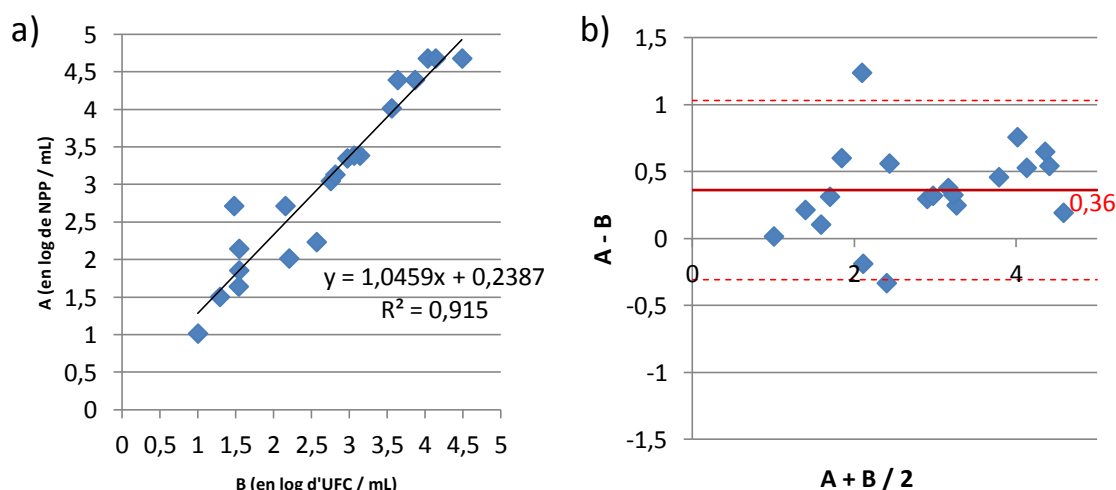 a)
5
4,5
4
3,5
3
2,5
2
1,5
1
0,5
0
A (en log de NPP / mL)
y = 1,0459x + 0,2387
R² = 0,915
0 0,5 1 1,5 2 2,5 3 3,5 4 4,5 5
B (en log d'UFC / mL)
b)
1,5
1
0,5
0
-0,5
-1
-1,5
A - B
0,36
0 2 4
A + B / 2